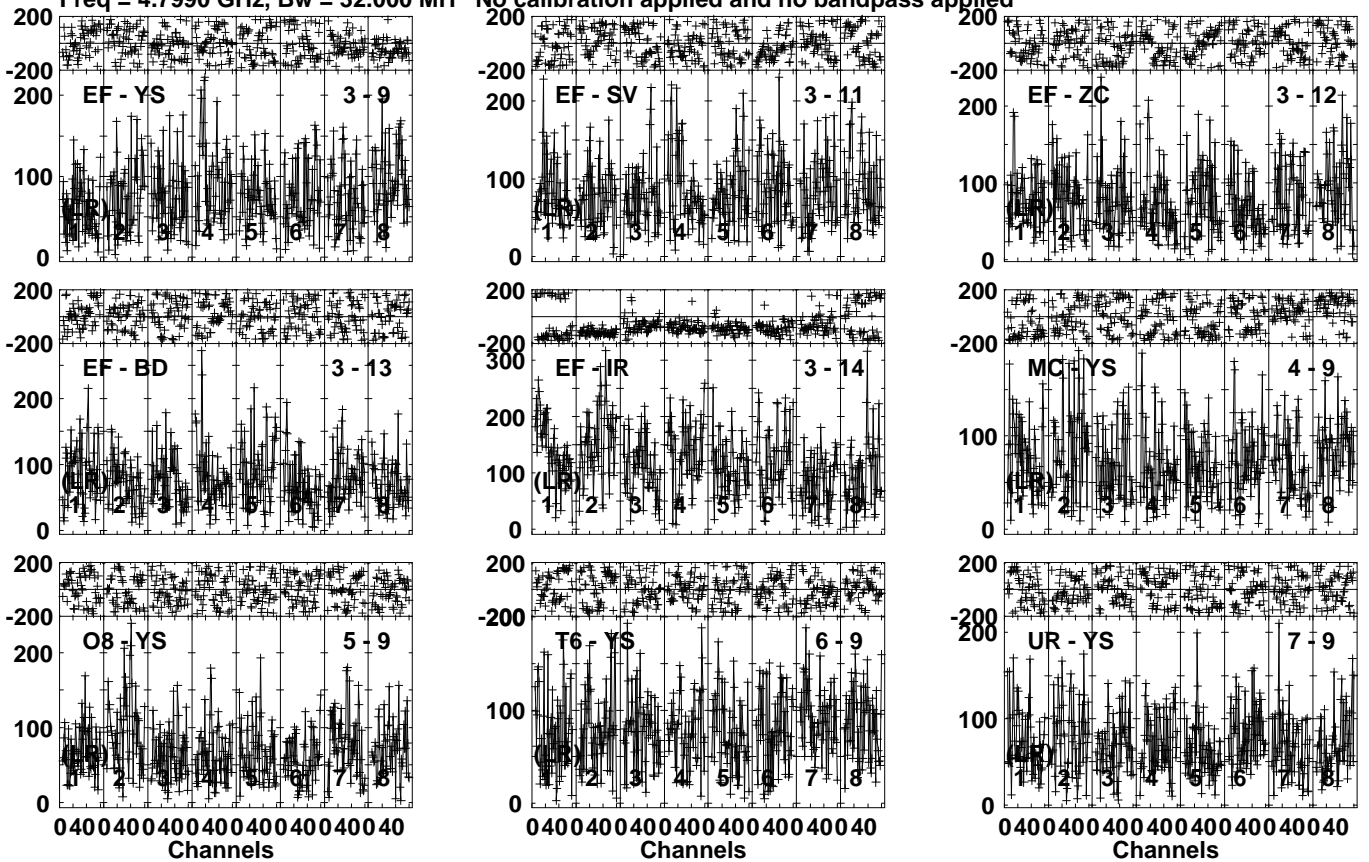 Freq = 4.7990 GHz, Bw = 32.000 MH No calibration applied and no bandpass applied
200 200 200
-200 -200 -200
EF - YS 3 - 9 EF - SV 3 - 11 EF - ZC 3 - 12
200 200 200
100 100 100
(LR) (LR) (LR)
1 2 3 4 5 6 7 8 1 2 3 4 5 6 7 8 1 2 3 4 5 6 7 8
0 0 0
200 200 200
-200 -200 -200
EF - BD 3 - 13 EF - IR 3 - 14 MC - YS 4 - 9
300
200 200
100 100 100
(LR) (LR) (LR)
1 2 3 4 5 6 7 8 1 2 3 4 5 6 7 8 1 2 3 4 5 6 7 8
0 0 0
200 200 200
-200 -200 -200
O8 - YS 5 - 9 T6 - YS 6 - 9 UR - YS 7 - 9
200 200 200
100 100 100
(LR) (LR) (LR)
1 2 3 4 5 6 7 8 1 2 3 4 5 6 7 8 1 2 3 4 5 6 7 8
0 0 0
0 40 0 40 0 40 0 40 0 40 0 40 0 40 0 40 0 40 0 40 0 40 0 40 0 40 0 40 0 40 0 40 0 40 0 40 0 40 0 40 0 40 0 40 0 40 0 40
Channels Channels Channels